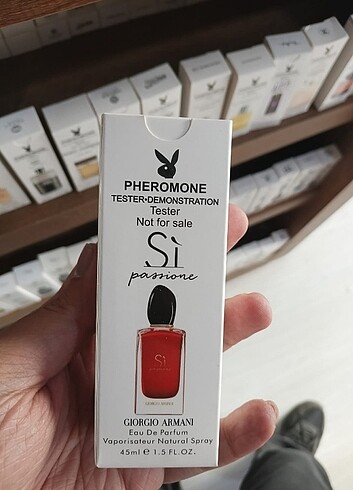 PHEROMONE
TESTER•DEMONSTRATION
Tester
Not for sale
Sì
passione
Sì
GIORGIO ARMANI
Eau De Parfum
Vaporisateur Natural Spray
45ml ℮ 1.5 FL.OZ.